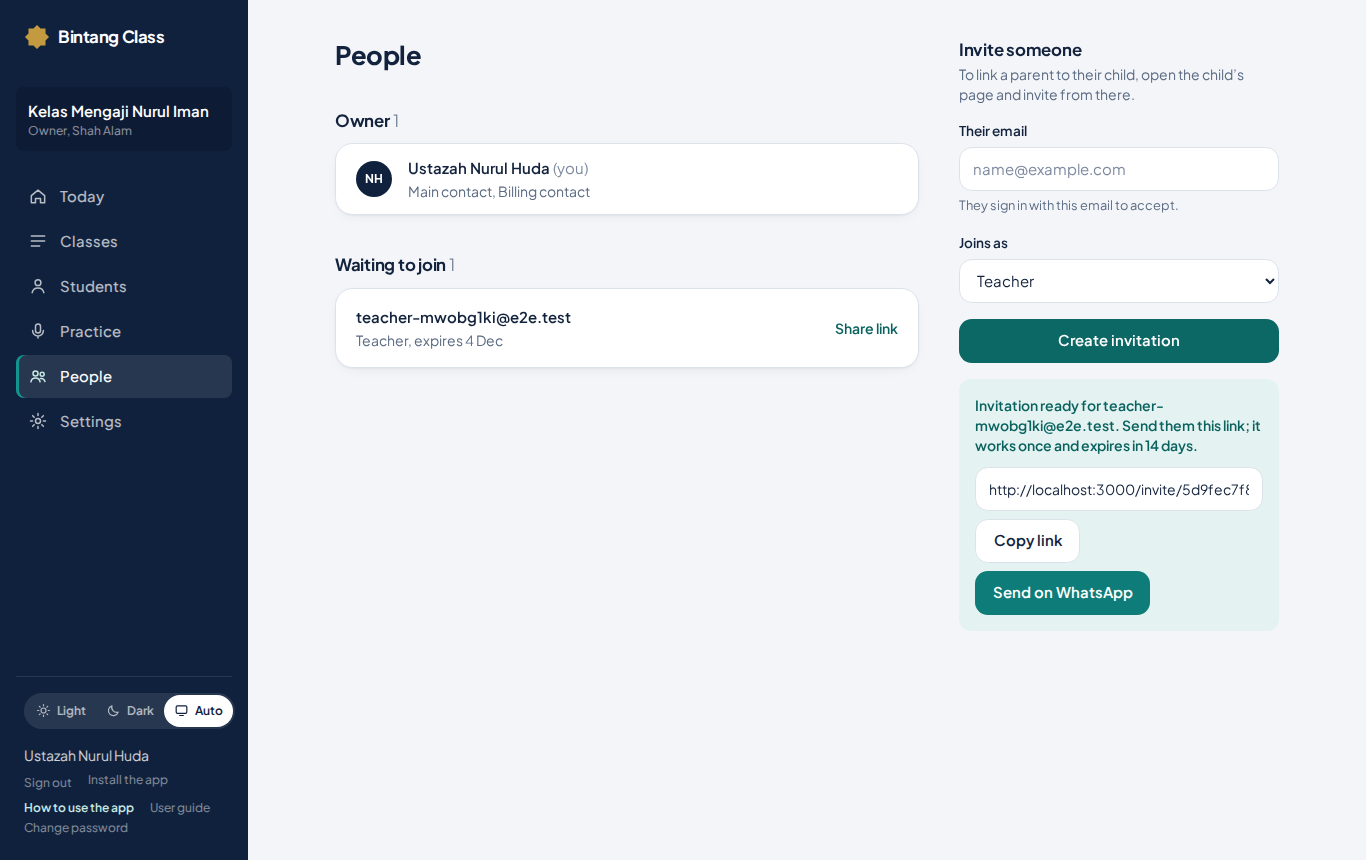 Bintang Class
Kelas Mengaji Nurul Iman
Owner, Shah Alam
Today
Classes
Students
Practice
People
Settings
Light
Dark
Auto
Ustazah Nurul Huda
Sign out
Install the app
How to use the app
User guide
Change password
People
Owner 1
NH
Ustazah Nurul Huda (you)
Main contact, Billing contact
Waiting to join 1
teacher-mwobg1ki@e2e.test
Teacher, expires 4 Dec
Share link
Invite someone
To link a parent to their child, open the child’s
page and invite from there.
Their email
name@example.com
They sign in with this email to accept.
Joins as
Teacher
Create invitation
Invitation ready for teacher-
mwobg1ki@e2e.test. Send them this link; it
works once and expires in 14 days.
http://localhost:3000/invite/5d9fec7f8
Copy link
Send on WhatsApp